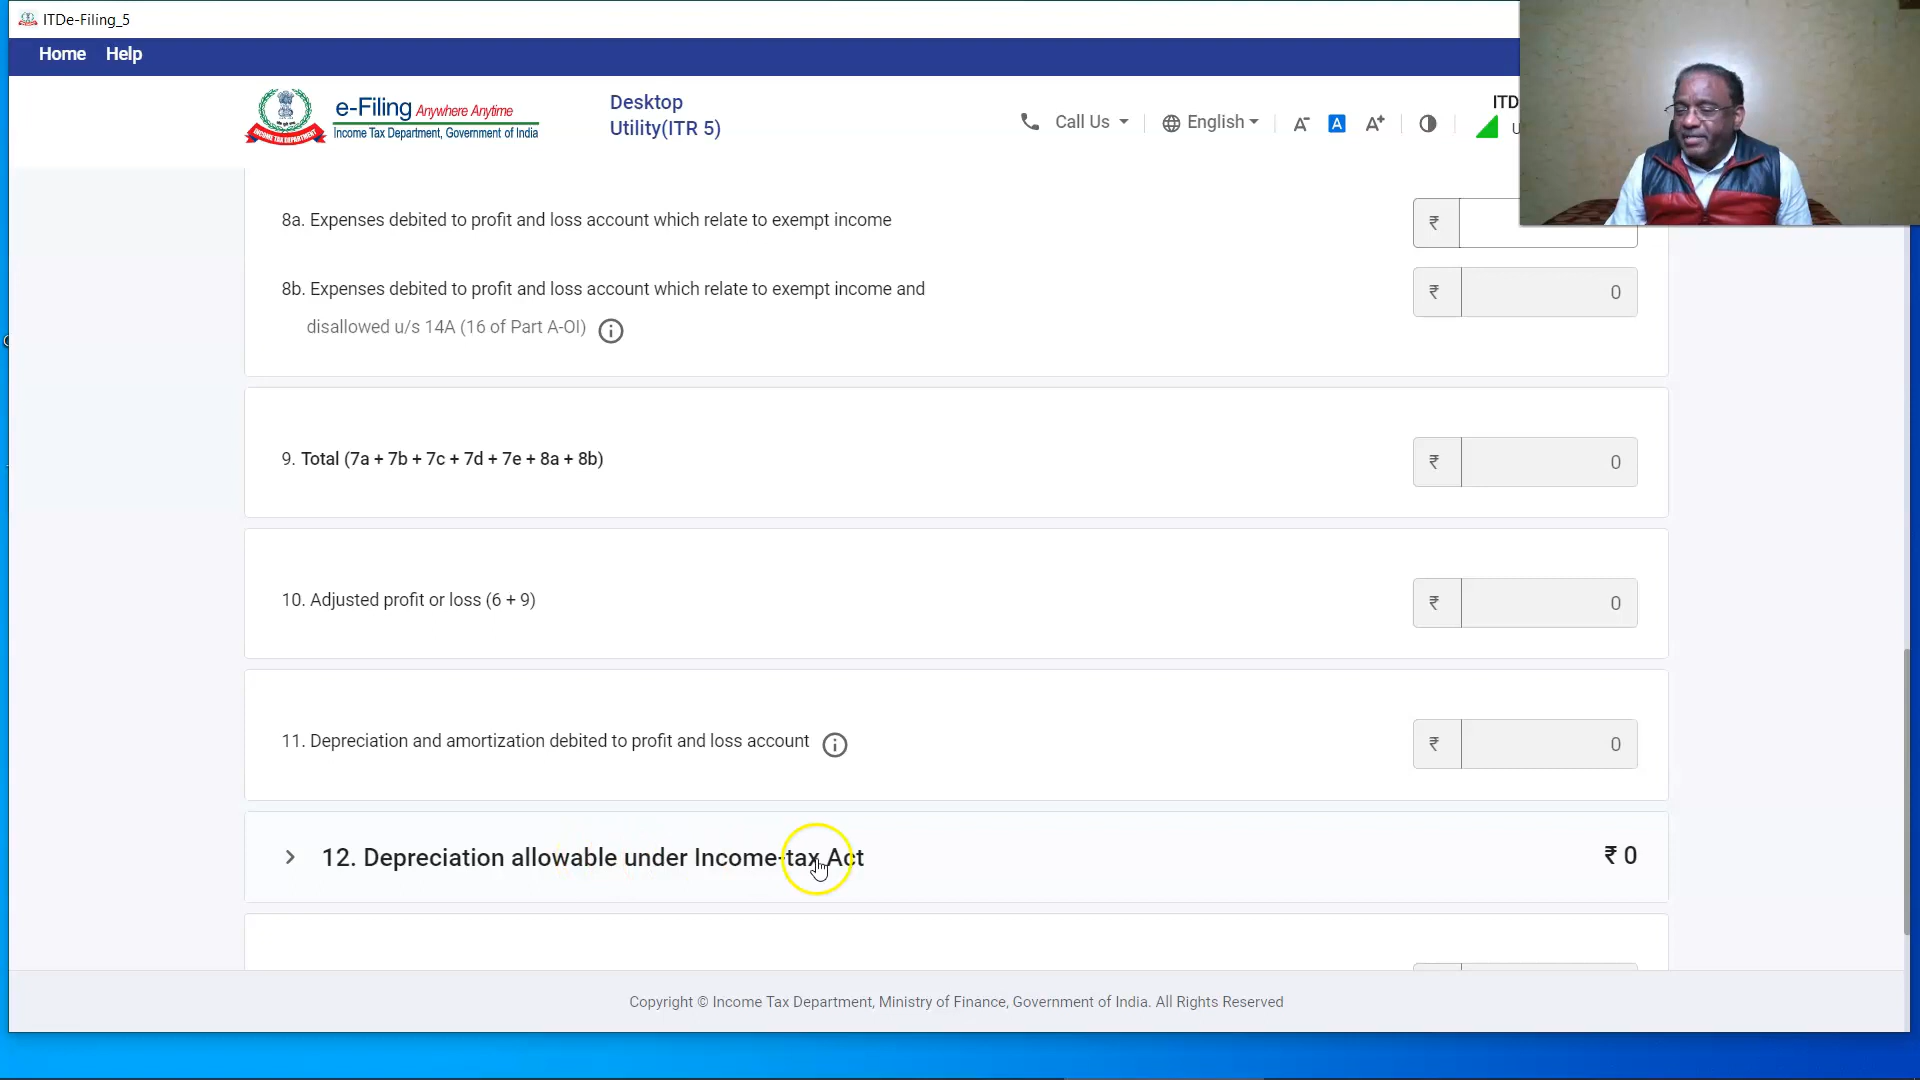 ITDe-Filing_5
Home Help
e-Filing Anywhere Anytime
Income Tax Department, Government of India
Desktop
Utility(ITR 5)
Call Us
English
A- A A+
ITD
U
8a. Expenses debited to profit and loss account which relate to exempt income
₹
8b. Expenses debited to profit and loss account which relate to exempt income and
disallowed u/s 14A (16 of Part A-OI)
₹ 0
9. Total (7a + 7b + 7c + 7d + 7e + 8a + 8b)
₹ 0
10. Adjusted profit or loss (6 + 9)
₹ 0
11. Depreciation and amortization debited to profit and loss account
₹ 0
12. Depreciation allowable under Income-tax Act
₹ 0
Copyright © Income Tax Department, Ministry of Finance, Government of India. All Rights Reserved